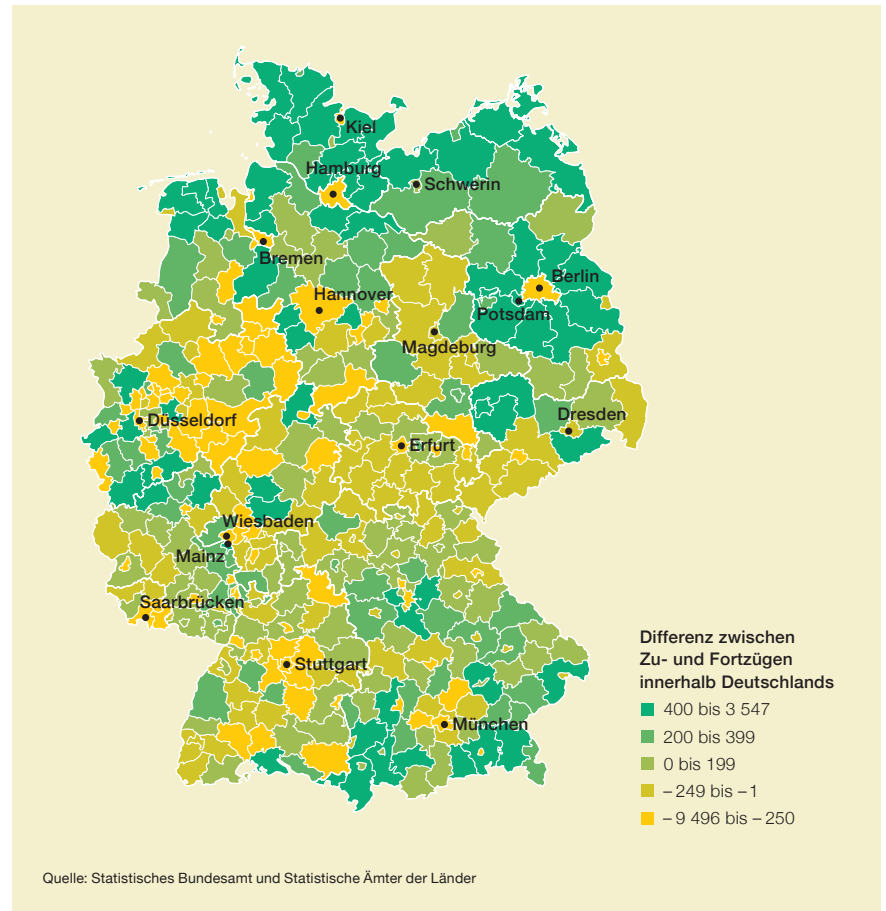 Kiel
Hamburg
Schwerin
Bremen
Berlin
Hannover
Potsdam
Magdeburg
Düsseldorf
Dresden
Erfurt
Wiesbaden
Mainz
Saarbrücken
Stuttgart
München
Differenz zwischen
Zu- und Fortzügen
innerhalb Deutschlands
400 bis 3 547
200 bis 399
0 bis 199
– 249 bis – 1
– 9 496 bis – 250
Quelle: Statistisches Bundesamt und Statistische Ämter der Länder